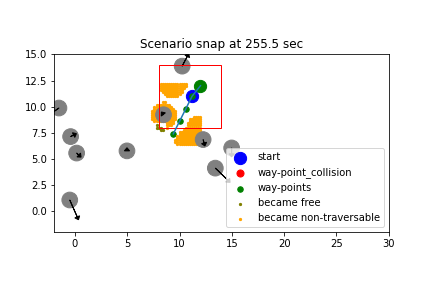 Scenario snap at 255.5 sec
15.0
12.5
10.0
7.5
5.0
2.5
0.0
0 5 10 15 20 25 30
start
way-point_collision
way-points
became free
became non-traversable